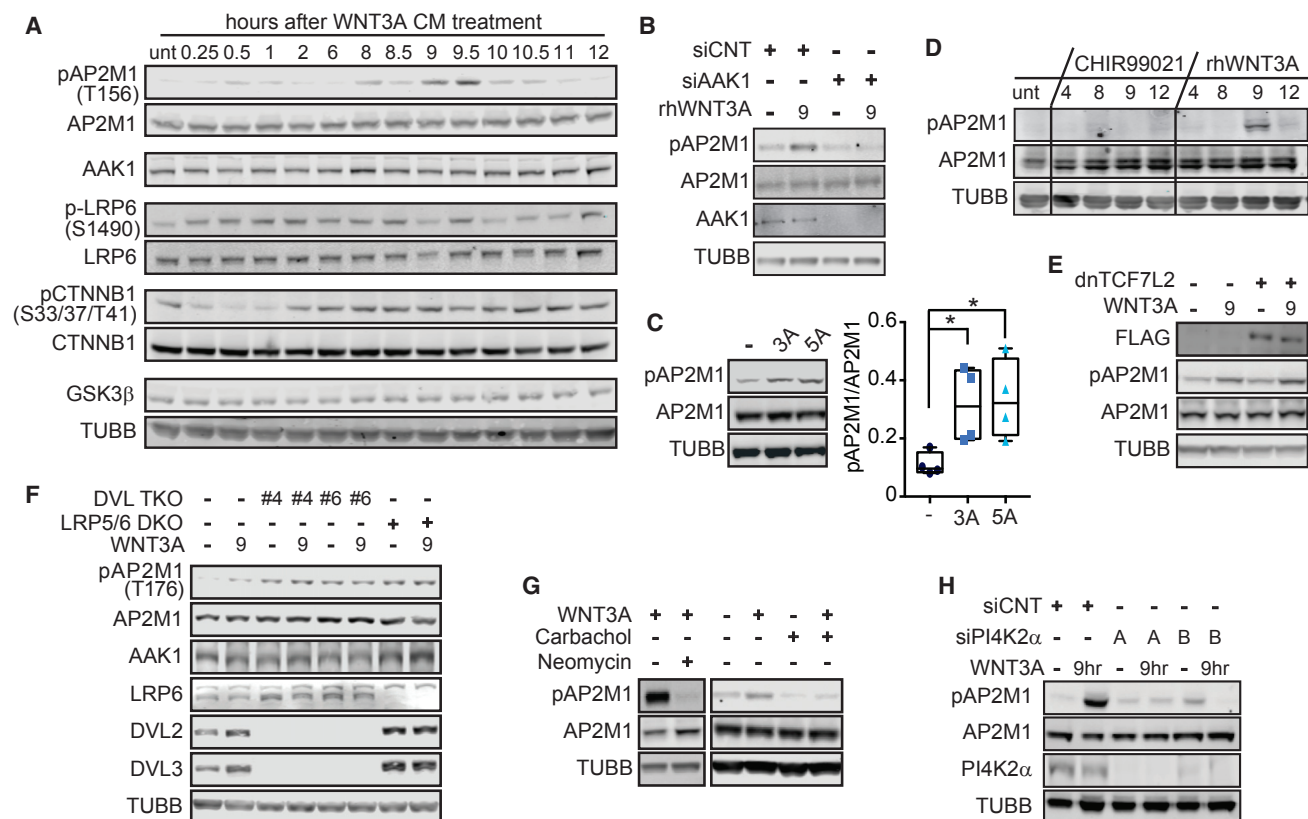 A
hours after WNT3A CM treatment
unt 0.25 0.5 1 2 6 8 8.5 9 9.5 10 10.5 11 12
pAP2M1
(T156)
AP2M1
AAK1
p-LRP6
(S1490)
LRP6
pCTNNB1
(S33/37/T41)
CTNNB1
GSK3β
TUBB
B
siCNT + + - -
siAAK1 - - + +
rhWNT3A - 9 - 9
pAP2M1
AP2M1
AAK1
TUBB
C
- 3A 5A
pAP2M1
AP2M1
TUBB
pAP2M1/AP2M1
0.6
0.4
0.2
0
* *
- 3A 5A
D
CHIR99021 rhWNT3A
unt 4 8 9 12 4 8 9 12
pAP2M1
AP2M1
TUBB
E
dnTCF7L2 - - + +
WNT3A - 9 - 9
FLAG
pAP2M1
AP2M1
TUBB
F
DVL TKO - - #4 #4 #6 #6 - -
LRP5/6 DKO - - - - - - + +
WNT3A - 9 - 9 - 9 - 9
pAP2M1
(T176)
AP2M1
AAK1
LRP6
DVL2
DVL3
TUBB
G
WNT3A + + - + - +
Carbachol - - - - + +
Neomycin - + - - - -
pAP2M1
AP2M1
TUBB
H
siCNT + + - - - -
siPI4K2α - - A A B B
WNT3A - 9hr - 9hr - 9hr
pAP2M1
AP2M1
PI4K2α
TUBB